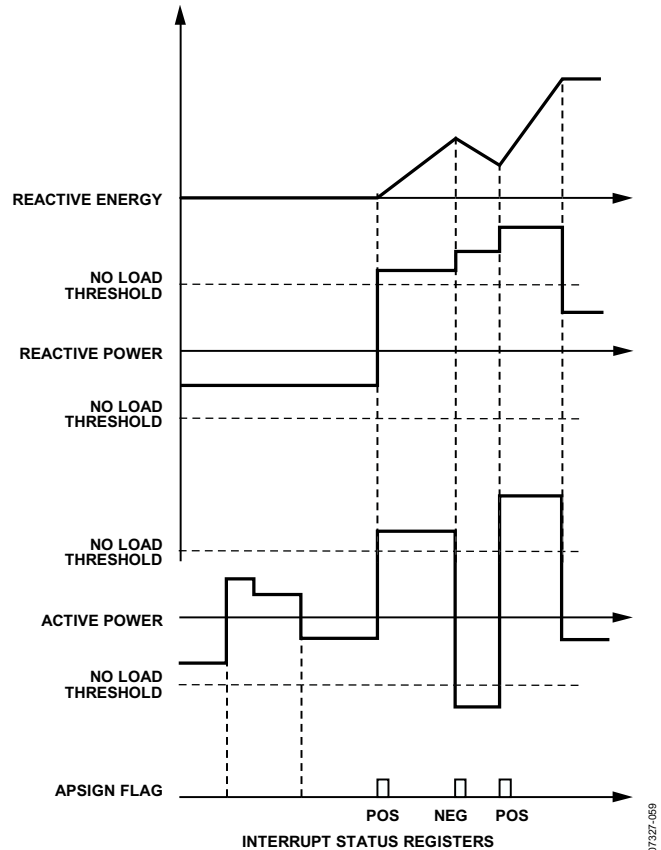 REACTIVE ENERGY
NO LOAD
THRESHOLD
REACTIVE POWER
NO LOAD
THRESHOLD
NO LOAD
THRESHOLD
ACTIVE POWER
NO LOAD
THRESHOLD
APSIGN FLAG
POS NEG POS
INTERRUPT STATUS REGISTERS
07327-059